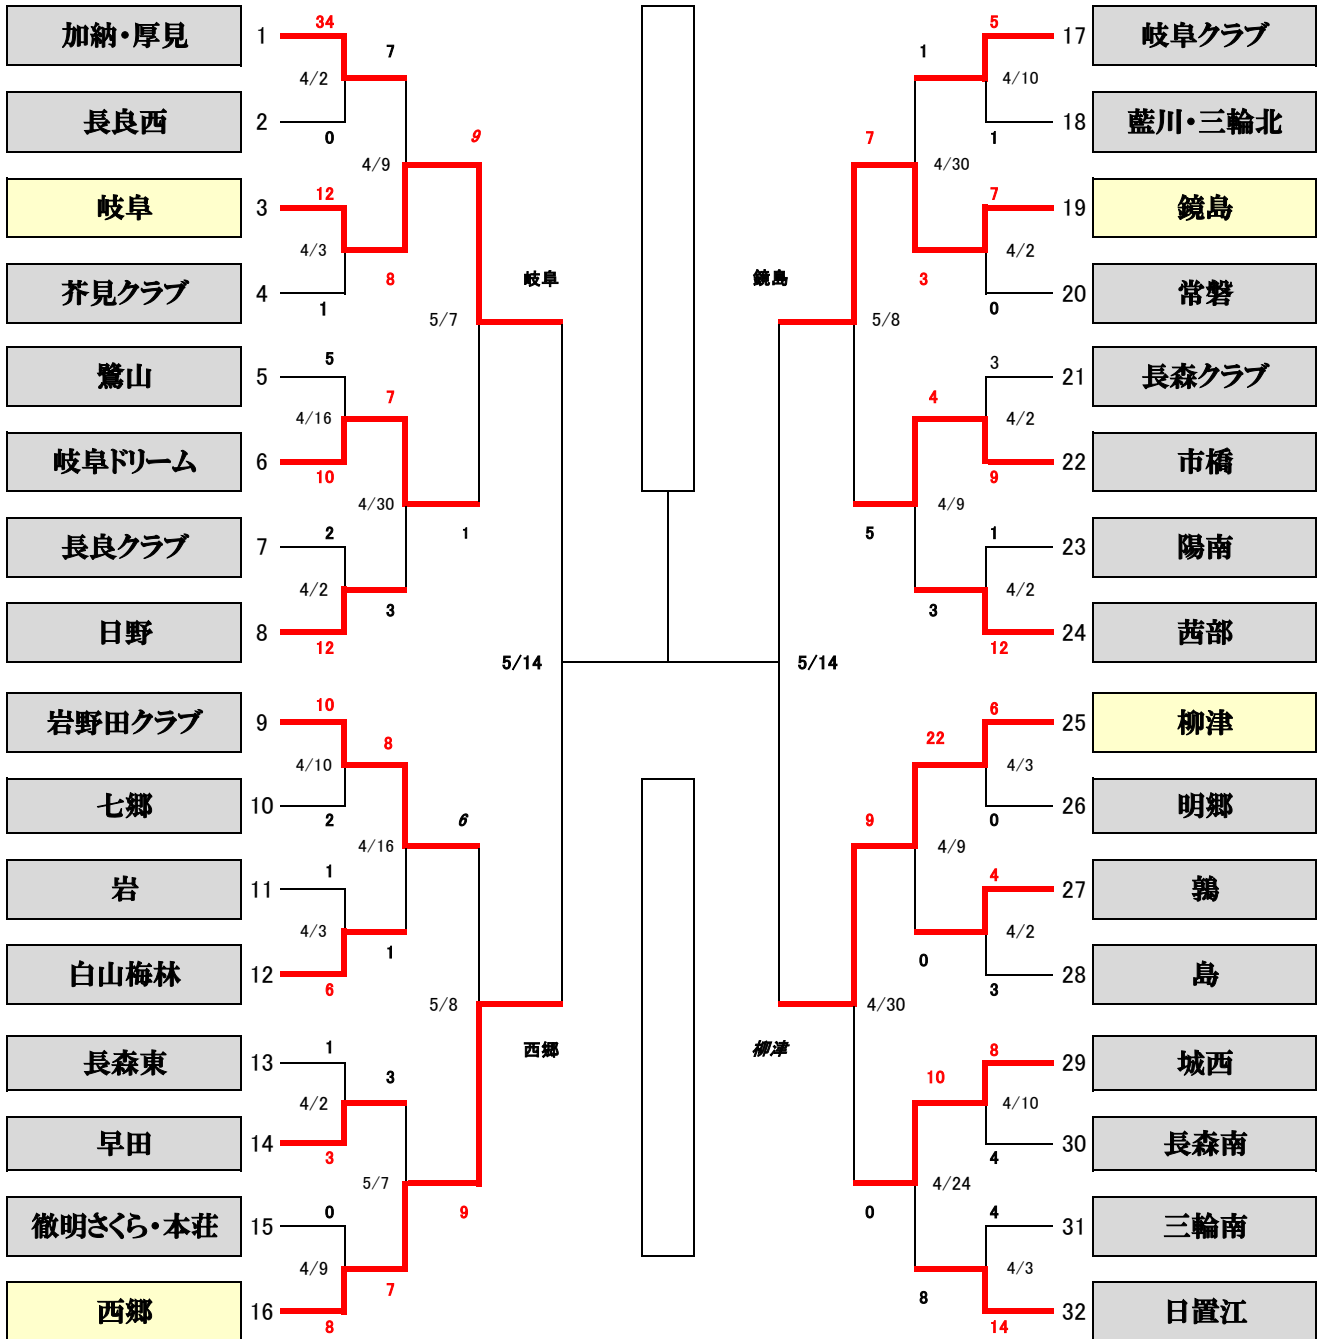 加納・厚見 1 34 7 1 5 17 岐阜クラブ
4/2 4/10
長良西 2 0 9 7 1 18 藍川・三輪北
4/9 4/30
岐阜 3 12 7 19 鏡島
4/3 8 岐阜 鏡島 3 4/2
芥見クラブ 4 1 0 20 常磐
5/7 5/8
鷺山 5 5 7 4 3 21 長森クラブ
4/16 4/2
岐阜ドリーム 6 10 9 22 市橋
4/30 4/9
長良クラブ 7 2 1 5 1 23 陽南
4/2 3 3 4/2
日野 8 12 12 24 茜部
5/14 5/14
岩野田クラブ 9 10 8 22 6 25 柳津
4/10 4/3
七郷 10 2 6 9 0 26 明郷
4/16 4/9
岩 11 1 4 27 鶉
4/3 1 0 4/2
白山梅林 12 6 3 28 島
5/8 4/30
長森東 13 1 3 西郷 柳津 10 8 29 城西
4/2 4/10
早田 14 3 4 30 長森南
5/7 4/24
徹明さくら・本荘 15 0 9 0 4 31 三輪南
4/9 7 8 4/3
西郷 16 8 14 32 日置江